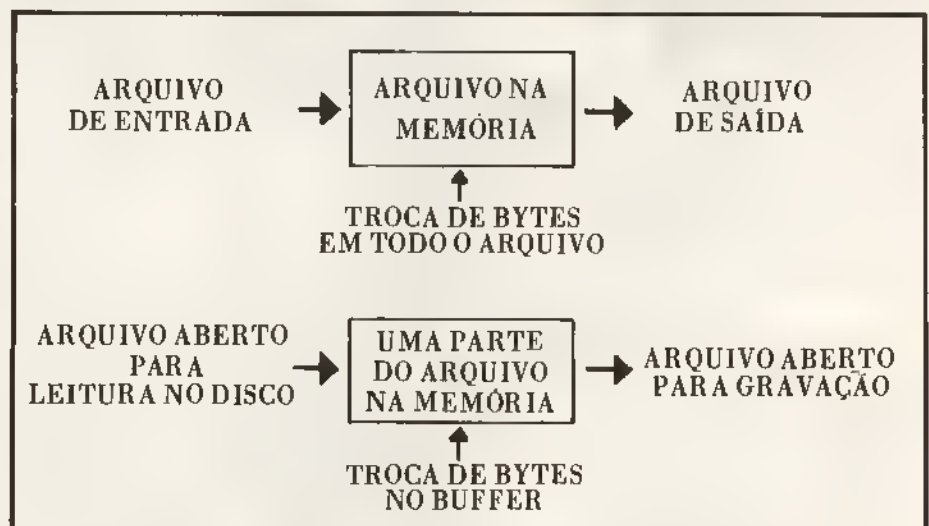 ARQUIVO
DE ENTRADA
ARQUIVO NA
MEMÓRIA
ARQUIVO
DE SAÍDA
TROCA DE BYTES
EM TODO O ARQUIVO
ARQUIVO ABERTO
PARA
LEITURA NO DISCO
UMA PARTE
DO ARQUIVO
NA MEMÓRIA
ARQUIVO ABERTO
PARA GRAVAÇÃO
TROCA DE BYTES
NO BUFFER